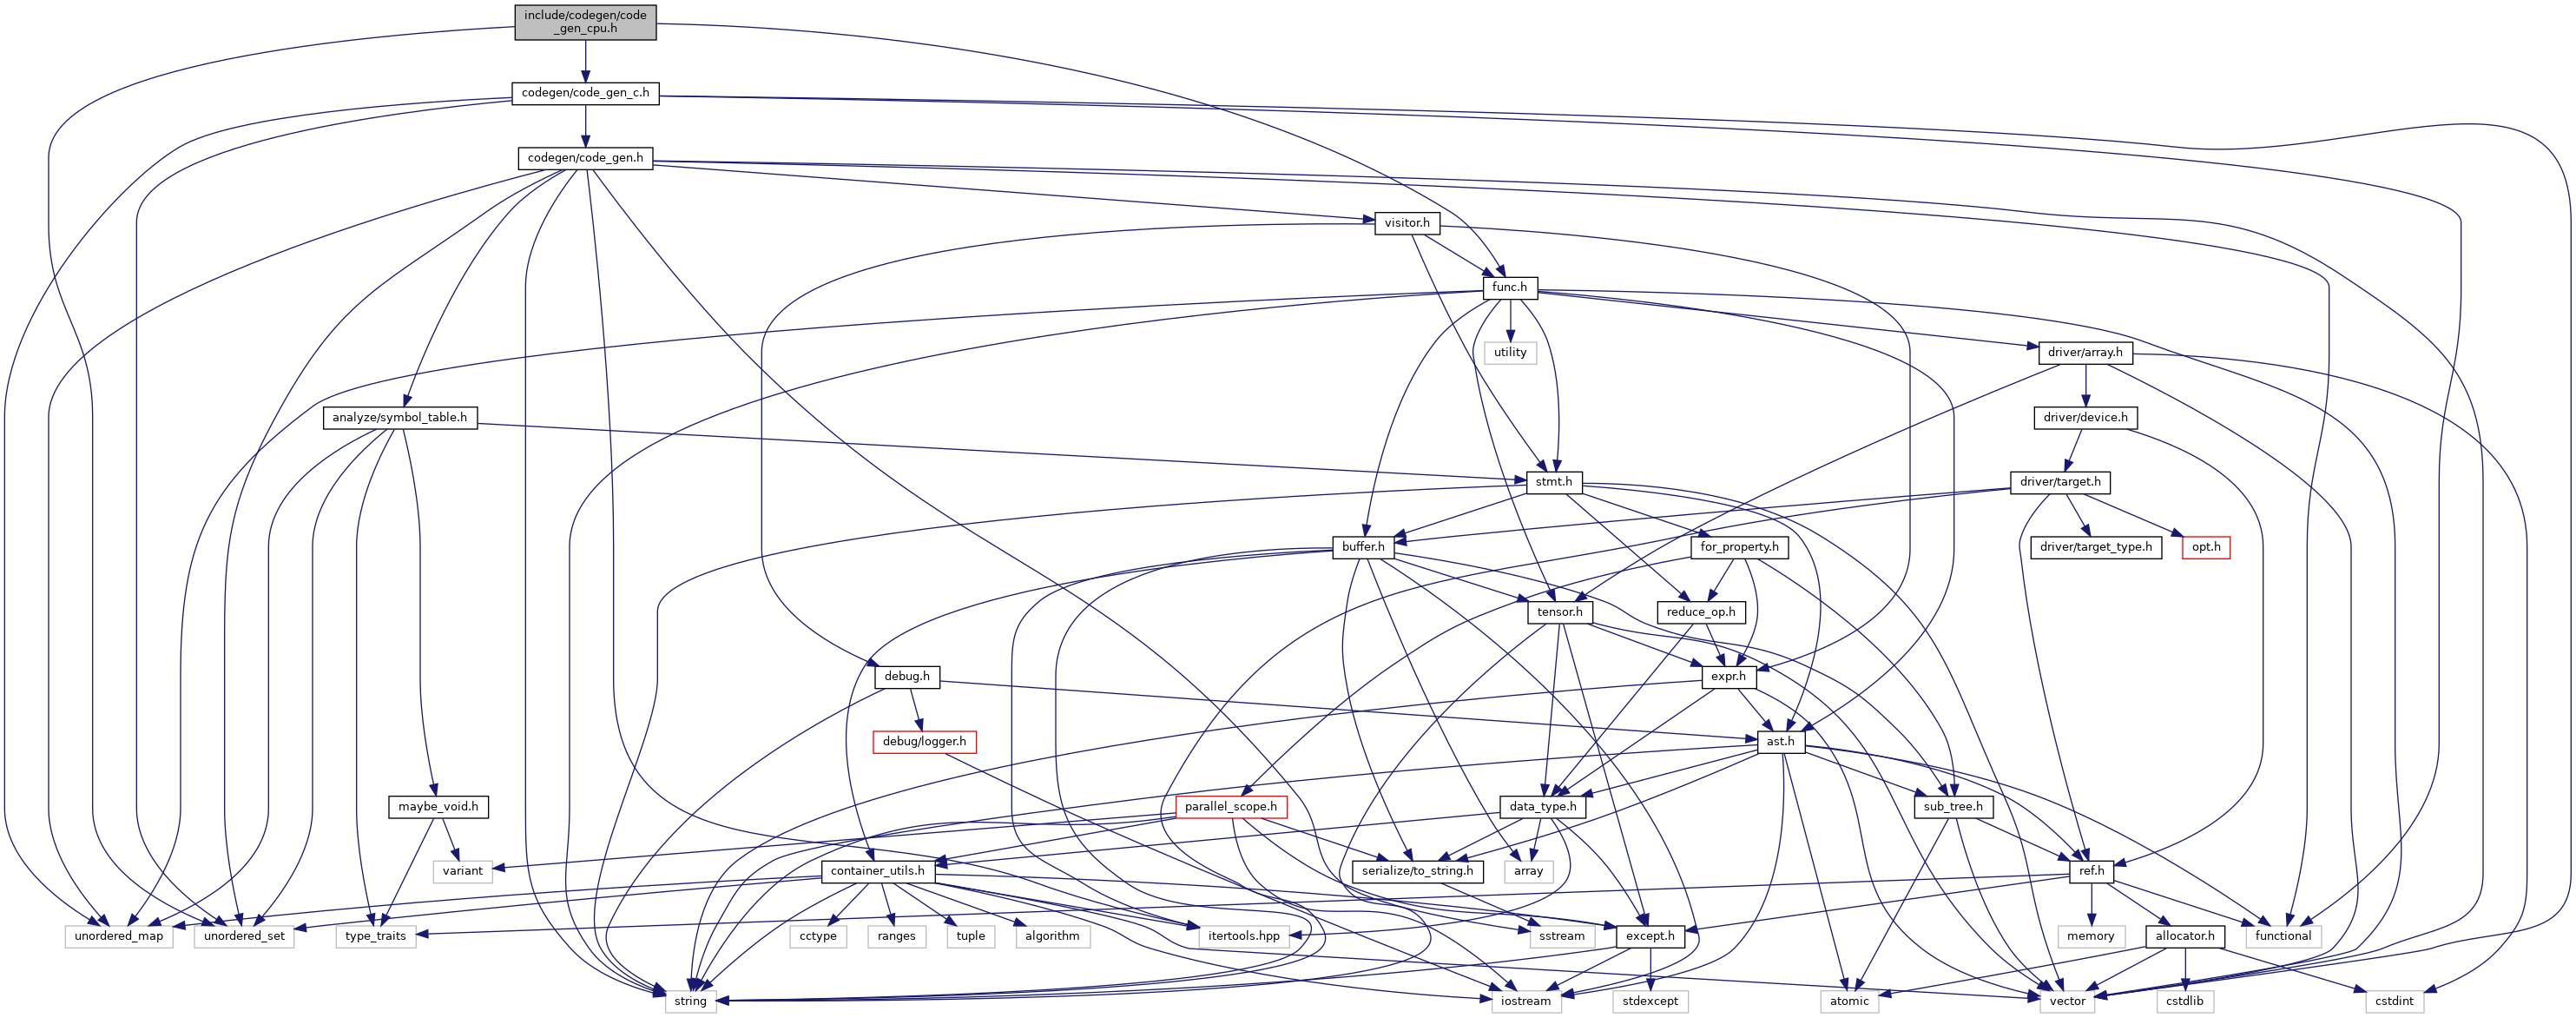 include/codegen/code
_gen_cpu.h
codegen/code_gen_c.h
codegen/code_gen.h
visitor.h
func.h
utility
driver/array.h
analyze/symbol_table.h
driver/device.h
stmt.h
driver/target.h
buffer.h
for_property.h
driver/target_type.h
opt.h
tensor.h
reduce_op.h
debug.h
expr.h
debug/logger.h
ast.h
maybe_void.h
parallel_scope.h
data_type.h
sub_tree.h
variant
container_utils.h
serialize/to_string.h
array
ref.h
unordered_map
unordered_set
type_traits
cctype
ranges
tuple
algorithm
itertools.hpp
sstream
except.h
memory
allocator.h
functional
string
iostream
stdexcept
atomic
vector
cstdlib
cstdint